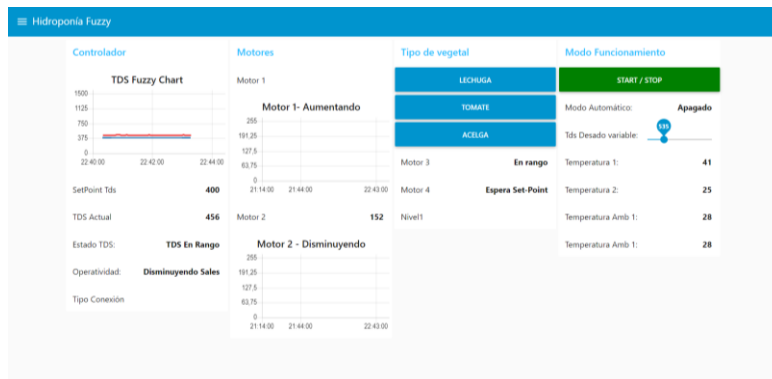 Hidroponía Fuzzy
Controlador
TDS Fuzzy Chart
1500
1125
750
375
0
22:40:00 22:42:00 22:44:00
SetPoint Tds 400
TDS Actual 456
Estado TDS: TDS En Rango
Operatividad: Disminuyendo Sales
Tipo Conexión
Motores
Motor 1
Motor 1- Aumentando
255
191,25
127,5
63,75
0
21:14:00 21:44:00 22:43:00
Motor 2 152
Motor 2 - Disminuyendo
255
191,25
127,5
63,75
0
21:14:00 21:44:00 22:43:00
Tipo de vegetal
LECHUGA
TOMATE
ACELGA
Motor 3 En rango
Motor 4 Espera Set-Point
Nivel1
Modo Funcionamiento
START / STOP
Modo Automático: Apagado
Tds Desado variable: 535
Temperatura 1: 41
Temperatura 2: 25
Temperatura Amb 1: 28
Temperatura Amb 1: 28